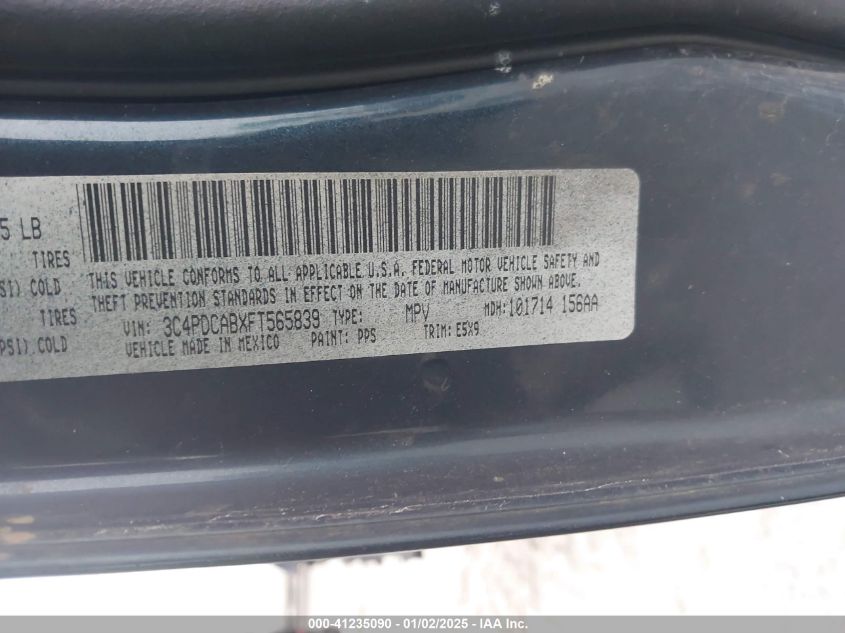 5 LB
TIRES
SI) COLD
TIRES
PSI) COLD
THIS VEHICLE CONFORMS TO ALL APPLICABLE U.S.A. FEDERAL MOTOR VEHICLE SAFETY AND
THEFT PREVENTION STANDARDS IN EFFECT ON THE DATE OF MANUFACTURE SHOWN ABOVE.
VIN: 3C4PDCABXFT565839 TYPE: MPV MDH:101714 156AA
VEHICLE MADE IN MEXICO PAINT: PPS TRIM: E5X9
000-41235090 - 01/02/2025 - IAAI.COM